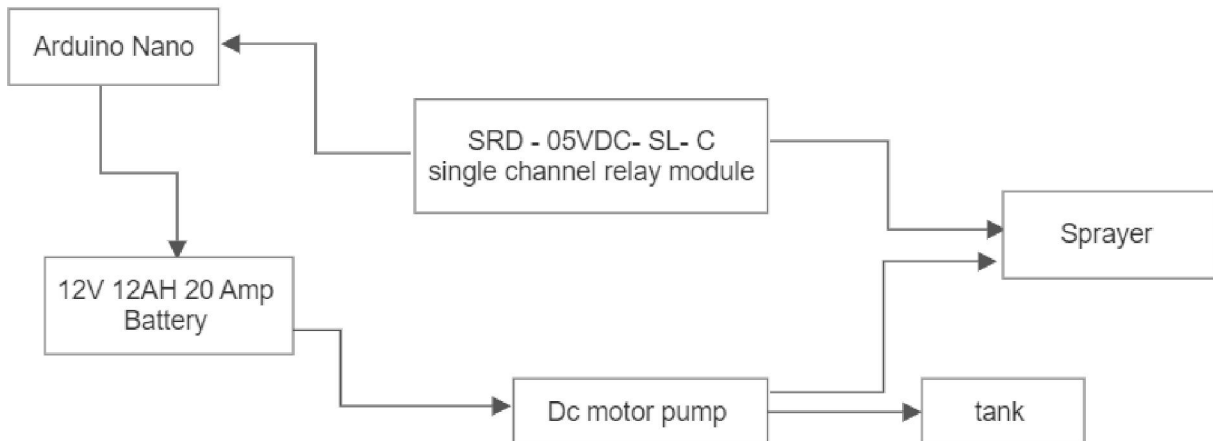 Arduino Nano
SRD - 05VDC- SL- C
single channel relay module
Sprayer
12V 12AH 20 Amp
Battery
Dc motor pump
tank